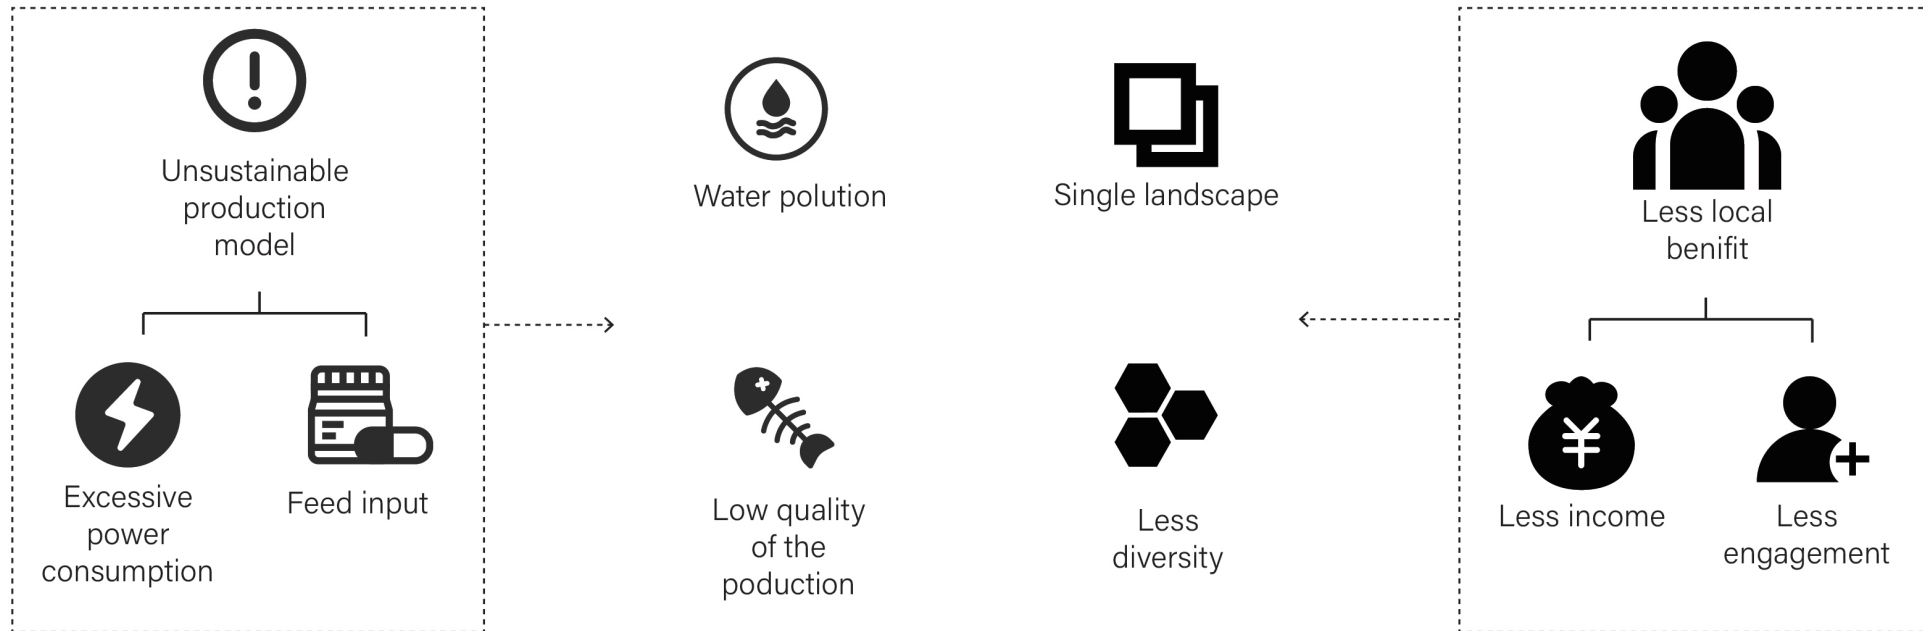 Unsustainable
production
model
Excessive
power
consumption
Feed input
Water polution
Single landscape
Low quality
of the
poduction
Less
diversity
Less local
benifit
Less income
Less
engagement